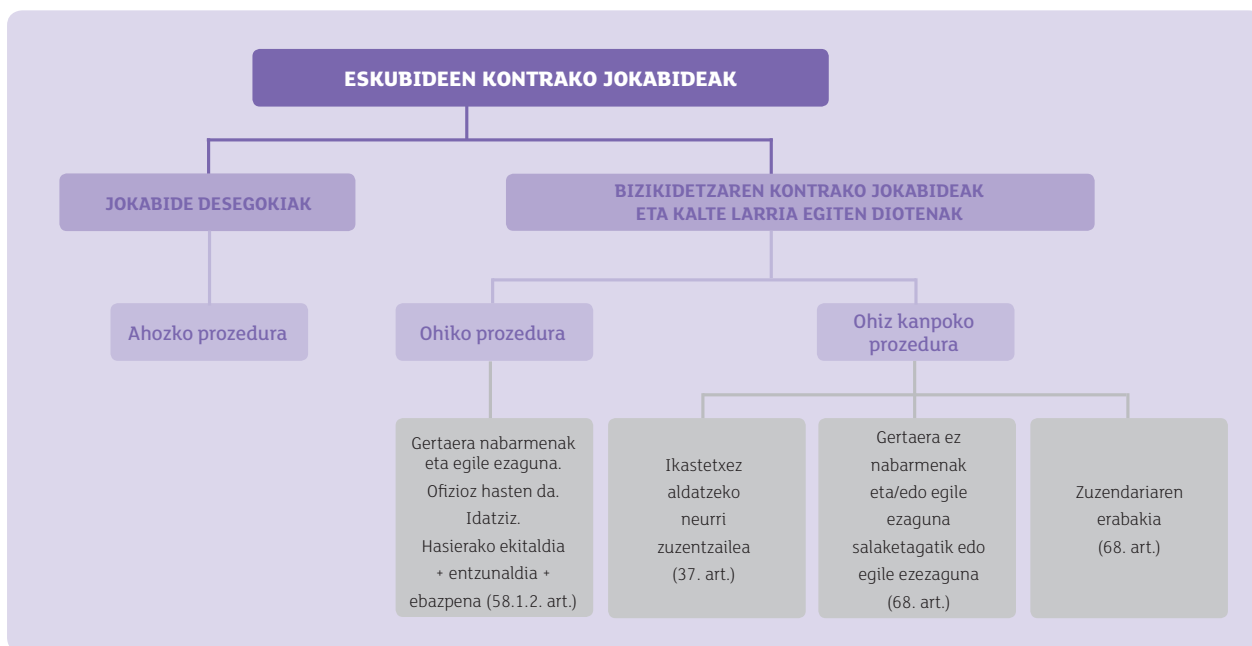 ESKUBIDEEN KONTRAKO JOKABIDEAK
JOKABIDE DESEGOKIAK
BIZIKIDETZAREN KONTRAKO JOKABIDEAK
ETA KALTE LARRIA EGITEN DIOTENAK
Ahozko prozedura
Ohiko prozedura
Ohiz kanpoko
prozedura
Gertaera nabarmenak
eta egile ezaguna.
Ofizioz hasten da.
Idatziz.
Hasierako ekitaldia
+ entzunaldia +
ebazpena (58.1.2. art.)
Ikastetxez
aldatzeko
neurri
zuzentzailea
(37. art.)
Gertaera ez
nabarmenak
eta/edo egile
ezaguna
salaketagatik edo
egile ezezaguna
(68. art.)
Zuzendariaren
erabakia
(68. art.)